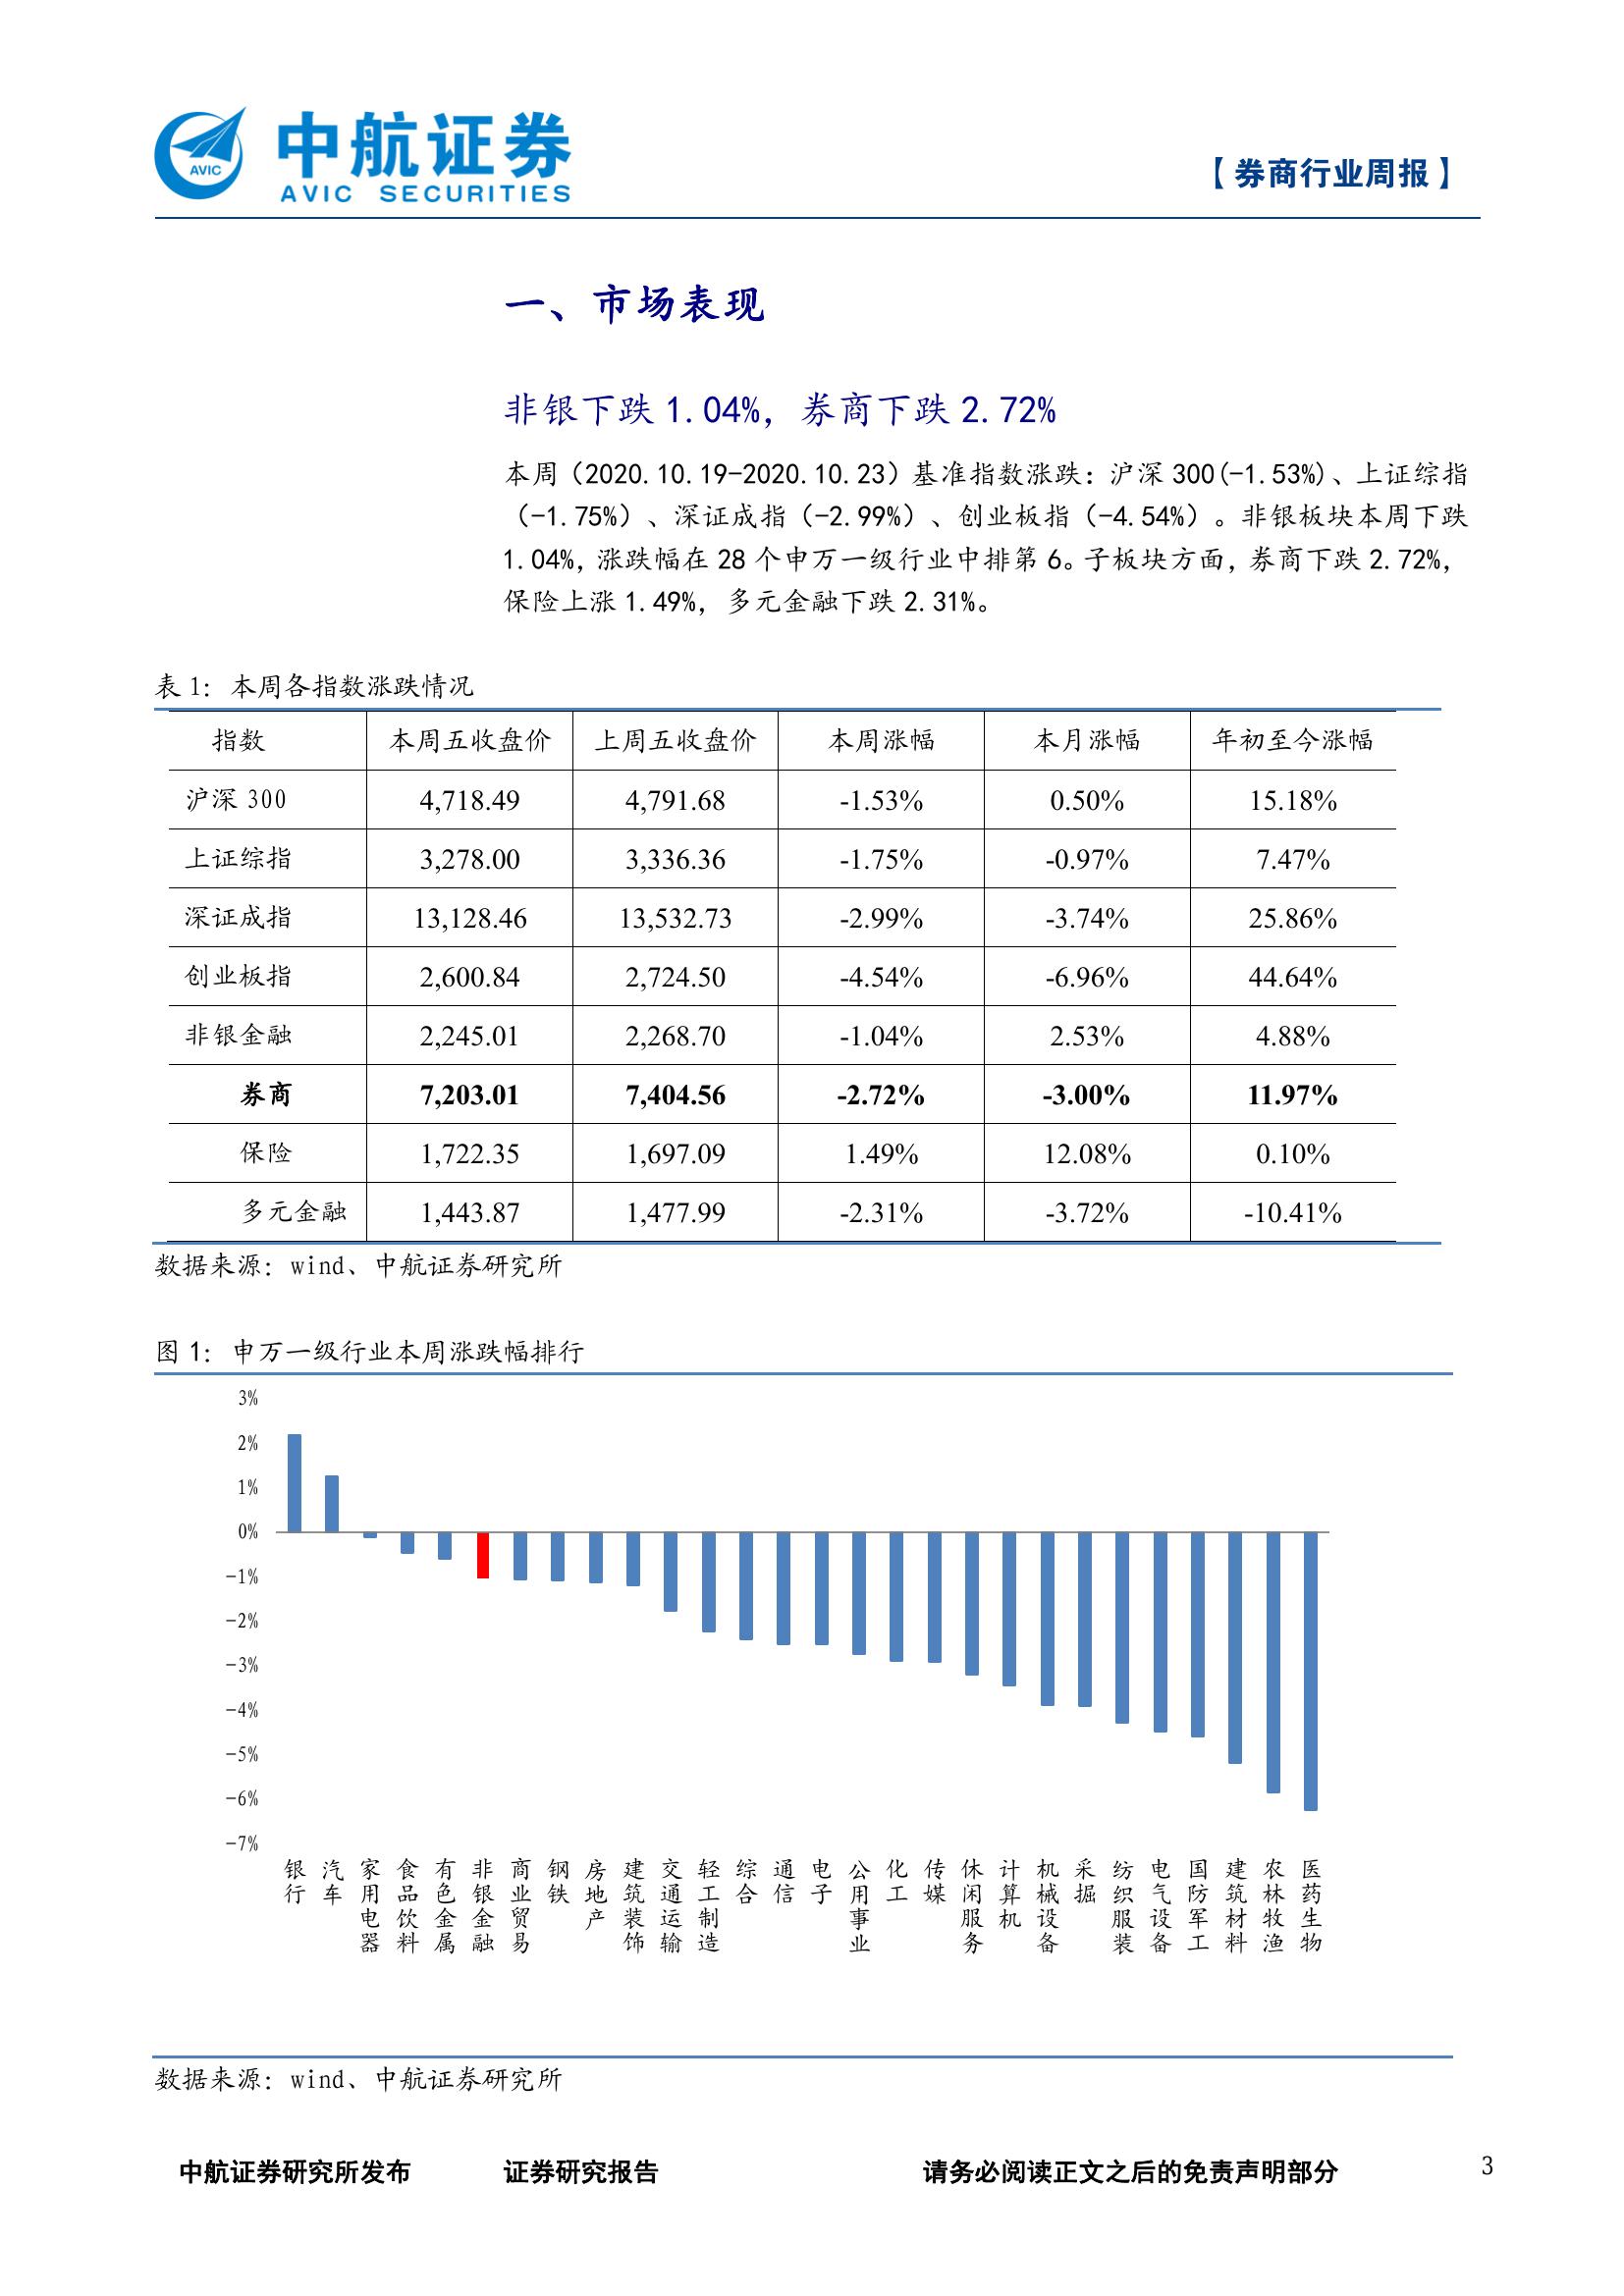 AVIC
中航证券
AVIC SECURITIES
【券商行业周报】
一、市场表现
非银下跌 1.04%，券商下跌 2.72%
本周（2020.10.19-2020.10.23）基准指数涨跌：沪深 300(-1.53%)、上证综指
（-1.75%）、深证成指（-2.99%）、创业板指（-4.54%）。非银板块本周下跌
1.04%，涨跌幅在 28 个申万一级行业中排第 6。子板块方面，券商下跌 2.72%，
保险上涨 1.49%，多元金融下跌 2.31%。
表 1：本周各指数涨跌情况
指数 本周五收盘价 上周五收盘价 本周涨幅 本月涨幅 年初至今涨幅
沪深 300 4,718.49 4,791.68 -1.53% 0.50% 15.18%
上证综指 3,278.00 3,336.36 -1.75% -0.97% 7.47%
深证成指 13,128.46 13,532.73 -2.99% -3.74% 25.86%
创业板指 2,600.84 2,724.50 -4.54% -6.96% 44.64%
非银金融 2,245.01 2,268.70 -1.04% 2.53% 4.88%
券商 7,203.01 7,404.56 -2.72% -3.00% 11.97%
保险 1,722.35 1,697.09 1.49% 12.08% 0.10%
多元金融 1,443.87 1,477.99 -2.31% -3.72% -10.41%
数据来源：wind、中航证券研究所
图 1：申万一级行业本周涨跌幅排行
3%
2%
1%
0%
-1%
-2%
-3%
-4%
-5%
-6%
-7%
银行
汽车
家用电器
食品饮料
有色金属
非银金融
商业贸易
钢铁
房地产
建筑装饰
交通运输
轻工制造
综合
通信
电子
公用事业
化工
传媒
休闲服务
计算机
机械设备
采掘
纺织服装
电气设备
国防军工
建筑材料
农林牧渔
医药生物
数据来源：wind、中航证券研究所
中航证券研究所发布 证券研究报告 请务必阅读正文之后的免责声明部分 3